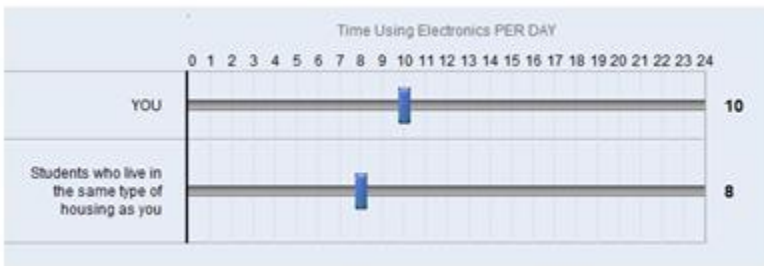 Time Using Electronics PER DAY
0 1 2 3 4 5 6 7 8 9 10 11 12 13 14 15 16 17 18 19 20 21 22 23 24
YOU
10
Students who live in
the same type of
housing as you
8